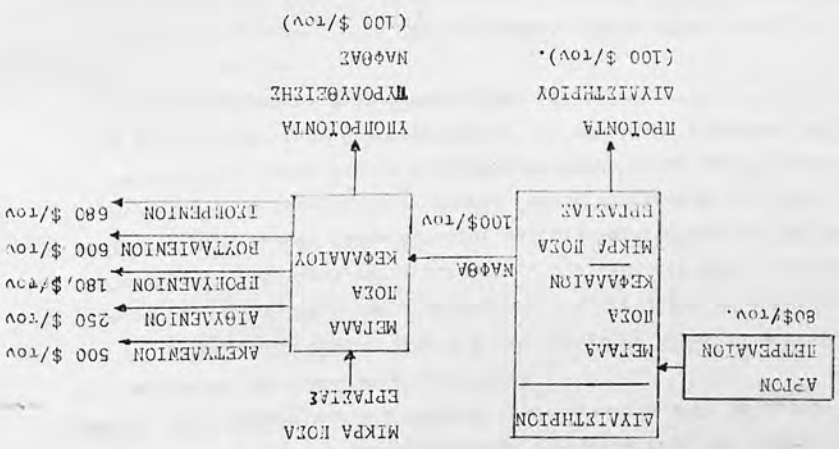 ΔΙΥΛΙΣΤΗΡΙΟΝ
ΜΕΓΑΛΑ
ΠΟΣΑ
ΚΕΦΑΛΑΙΩΝ
ΜΙΚΡΑ ΠΟΣΑ
ΕΡΓΑΣΙΑΣ
ΑΡΓΟΝ
ΠΕΤΡΕΛΑΙΟΝ
80$/τον.
ΠΡΟΪΟΝΤΑ
ΔΙΥΛΙΣΤΗΡΙΟΥ
(100 $/τον).
ΝΑΦΘΑ
100$/τον
ΜΙΚΡΑ ΠΟΣΑ
ΕΡΓΑΣΙΑΣ
ΜΕΓΑΛΑ
ΠΟΣΑ
ΚΕΦΑΛΑΙΟΥ
ΑΚΕΤΥΛΕΝΙΟΝ 500 $/τον
ΑΙΘΥΛΕΝΙΟΝ 250 $/τον
ΠΡΟΠΥΛΕΝΙΟΝ 180,$/τον
ΒΟΥΤΑΔΙΕΝΙΟΝ 600 $/τον
ΙΣΟΠΡΕΝΙΟΝ 680 $/τον
ΥΠΟΠΡΟΪΟΝΤΑ
ΠΥΡΟΛΥΘΕΙΣΗΣ
ΝΑΦΘΑΣ
(100 $/τον)